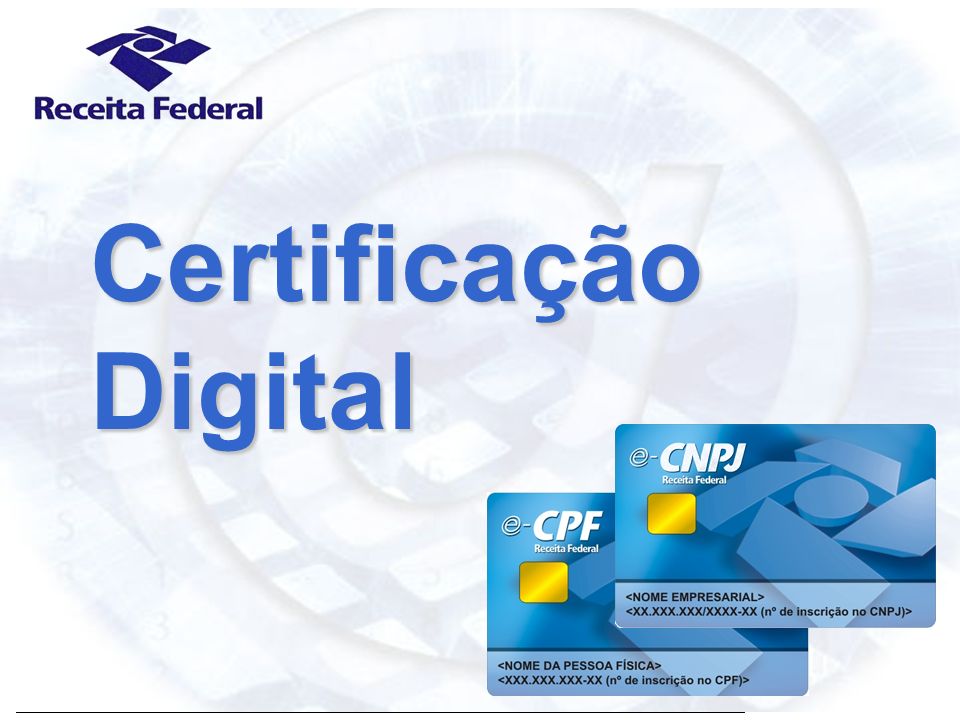 Receita Federal
Certificação
Digital
e-CNPJ
Receita Federal
<NOME EMPRESARIAL>
<XX.XXX.XXX/XXXX-XX (nº de inscrição no CNPJ)>
e-CPF
Receita Federal
<NOME DA PESSOA FÍSICA>
<XXX.XXX.XXX-XX (nº de inscrição no CPF)>